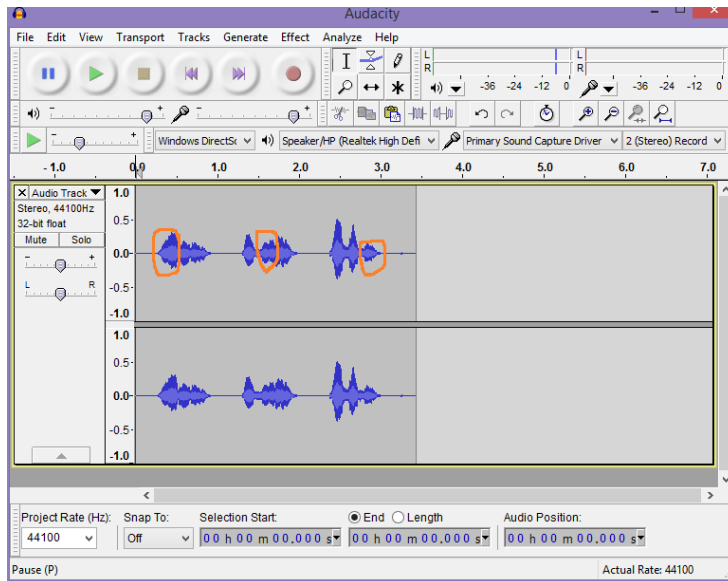 Audacity
File Edit View Transport Tracks Generate Effect Analyze Help
L L
R R
-36 -24 -12 0 -36 -24 -12 0
- + - +
- + Windows DirectSc Speaker/HP (Realtek High Defi Primary Sound Capture Driver 2 (Stereo) Record
- 1.0 0.0 1.0 2.0 3.0 4.0 5.0 6.0 7.0
X Audio Track 1.0
Stereo, 44100Hz
32-bit float 0.5
Mute Solo
- + 0.0
L R -0.5
-1.0
1.0
0.5
0.0
-0.5
-1.0
Project Rate (Hz): Snap To: Selection Start: End Length Audio Position:
44100 Off 00 h 00 m 00.000 s 00 h 00 m 00.000 s 00 h 00 m 00.000 s
Pause (P) Actual Rate: 44100